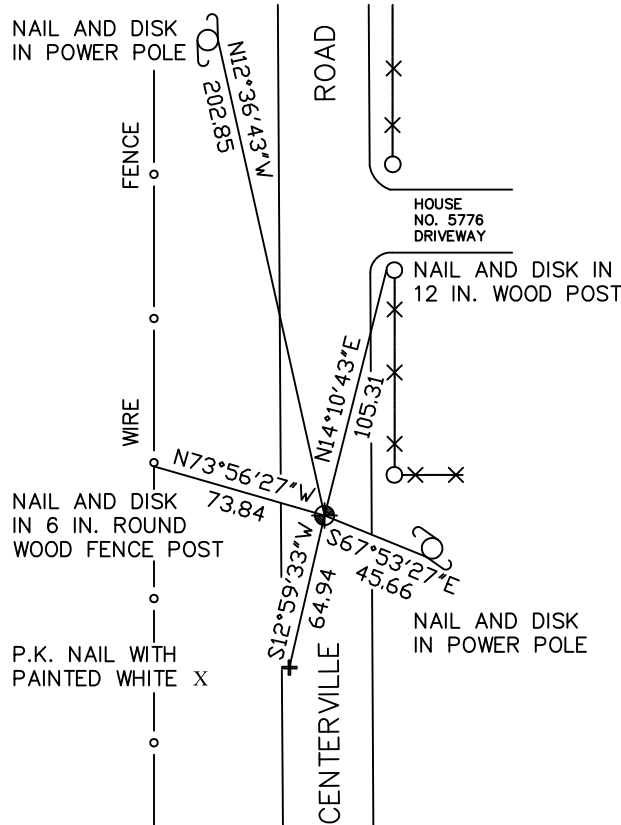 NAIL AND DISK
IN POWER POLE
N12°36'43"W
202.85
ROAD
FENCE
HOUSE
NO. 5776
DRIVEWAY
NAIL AND DISK IN
12 IN. WOOD POST
N14°10'43"E
105.31
WIRE
N73°56'27"W
73.84
NAIL AND DISK
IN 6 IN. ROUND
WOOD FENCE POST
S67°53'27"E
45.66
S12°59'33"W
64.94
NAIL AND DISK
IN POWER POLE
P.K. NAIL WITH
PAINTED WHITE X
CENTERVILLE